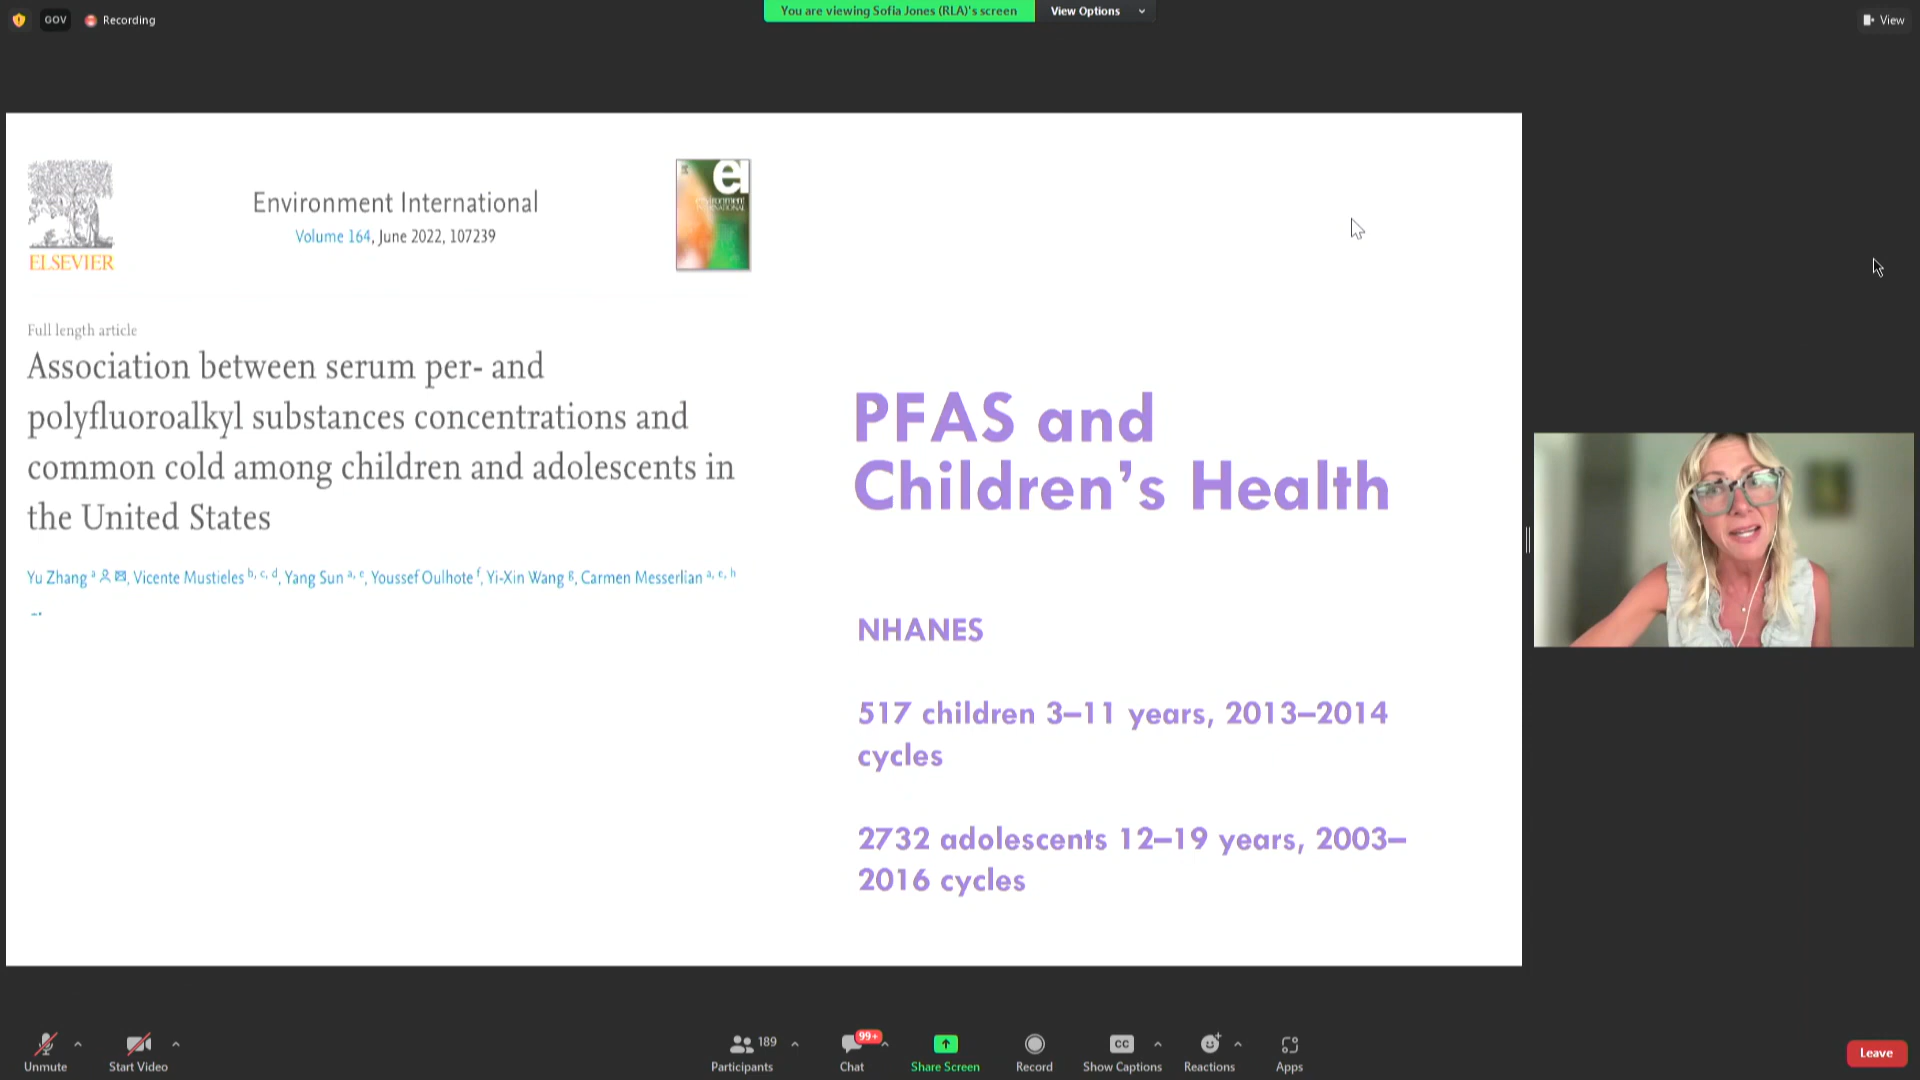 GOV
Recording
You are viewing Sofia Jones (RLA)'s screen
View Options
View
ELSEVIER
Environment International
Volume 164, June 2022, 107239
ei
environment
INTERNATIONAL
Full length article
Association between serum per- and
polyfluoroalkyl substances concentrations and
common cold among children and adolescents in
the United States
Yu Zhang a, Vicente Mustieles b, c, d, Yang Sun a, e, Youssef Oulhote f, Yi-Xin Wang g, Carmen Messerlian a, e, h
PFAS and
Children's Health
NHANES
517 children 3–11 years, 2013–2014
cycles
2732 adolescents 12–19 years, 2003–
2016 cycles
Unmute
Start Video
189
Participants
99+
Chat
Share Screen
Record
CC
Show Captions
Reactions
Apps
Leave